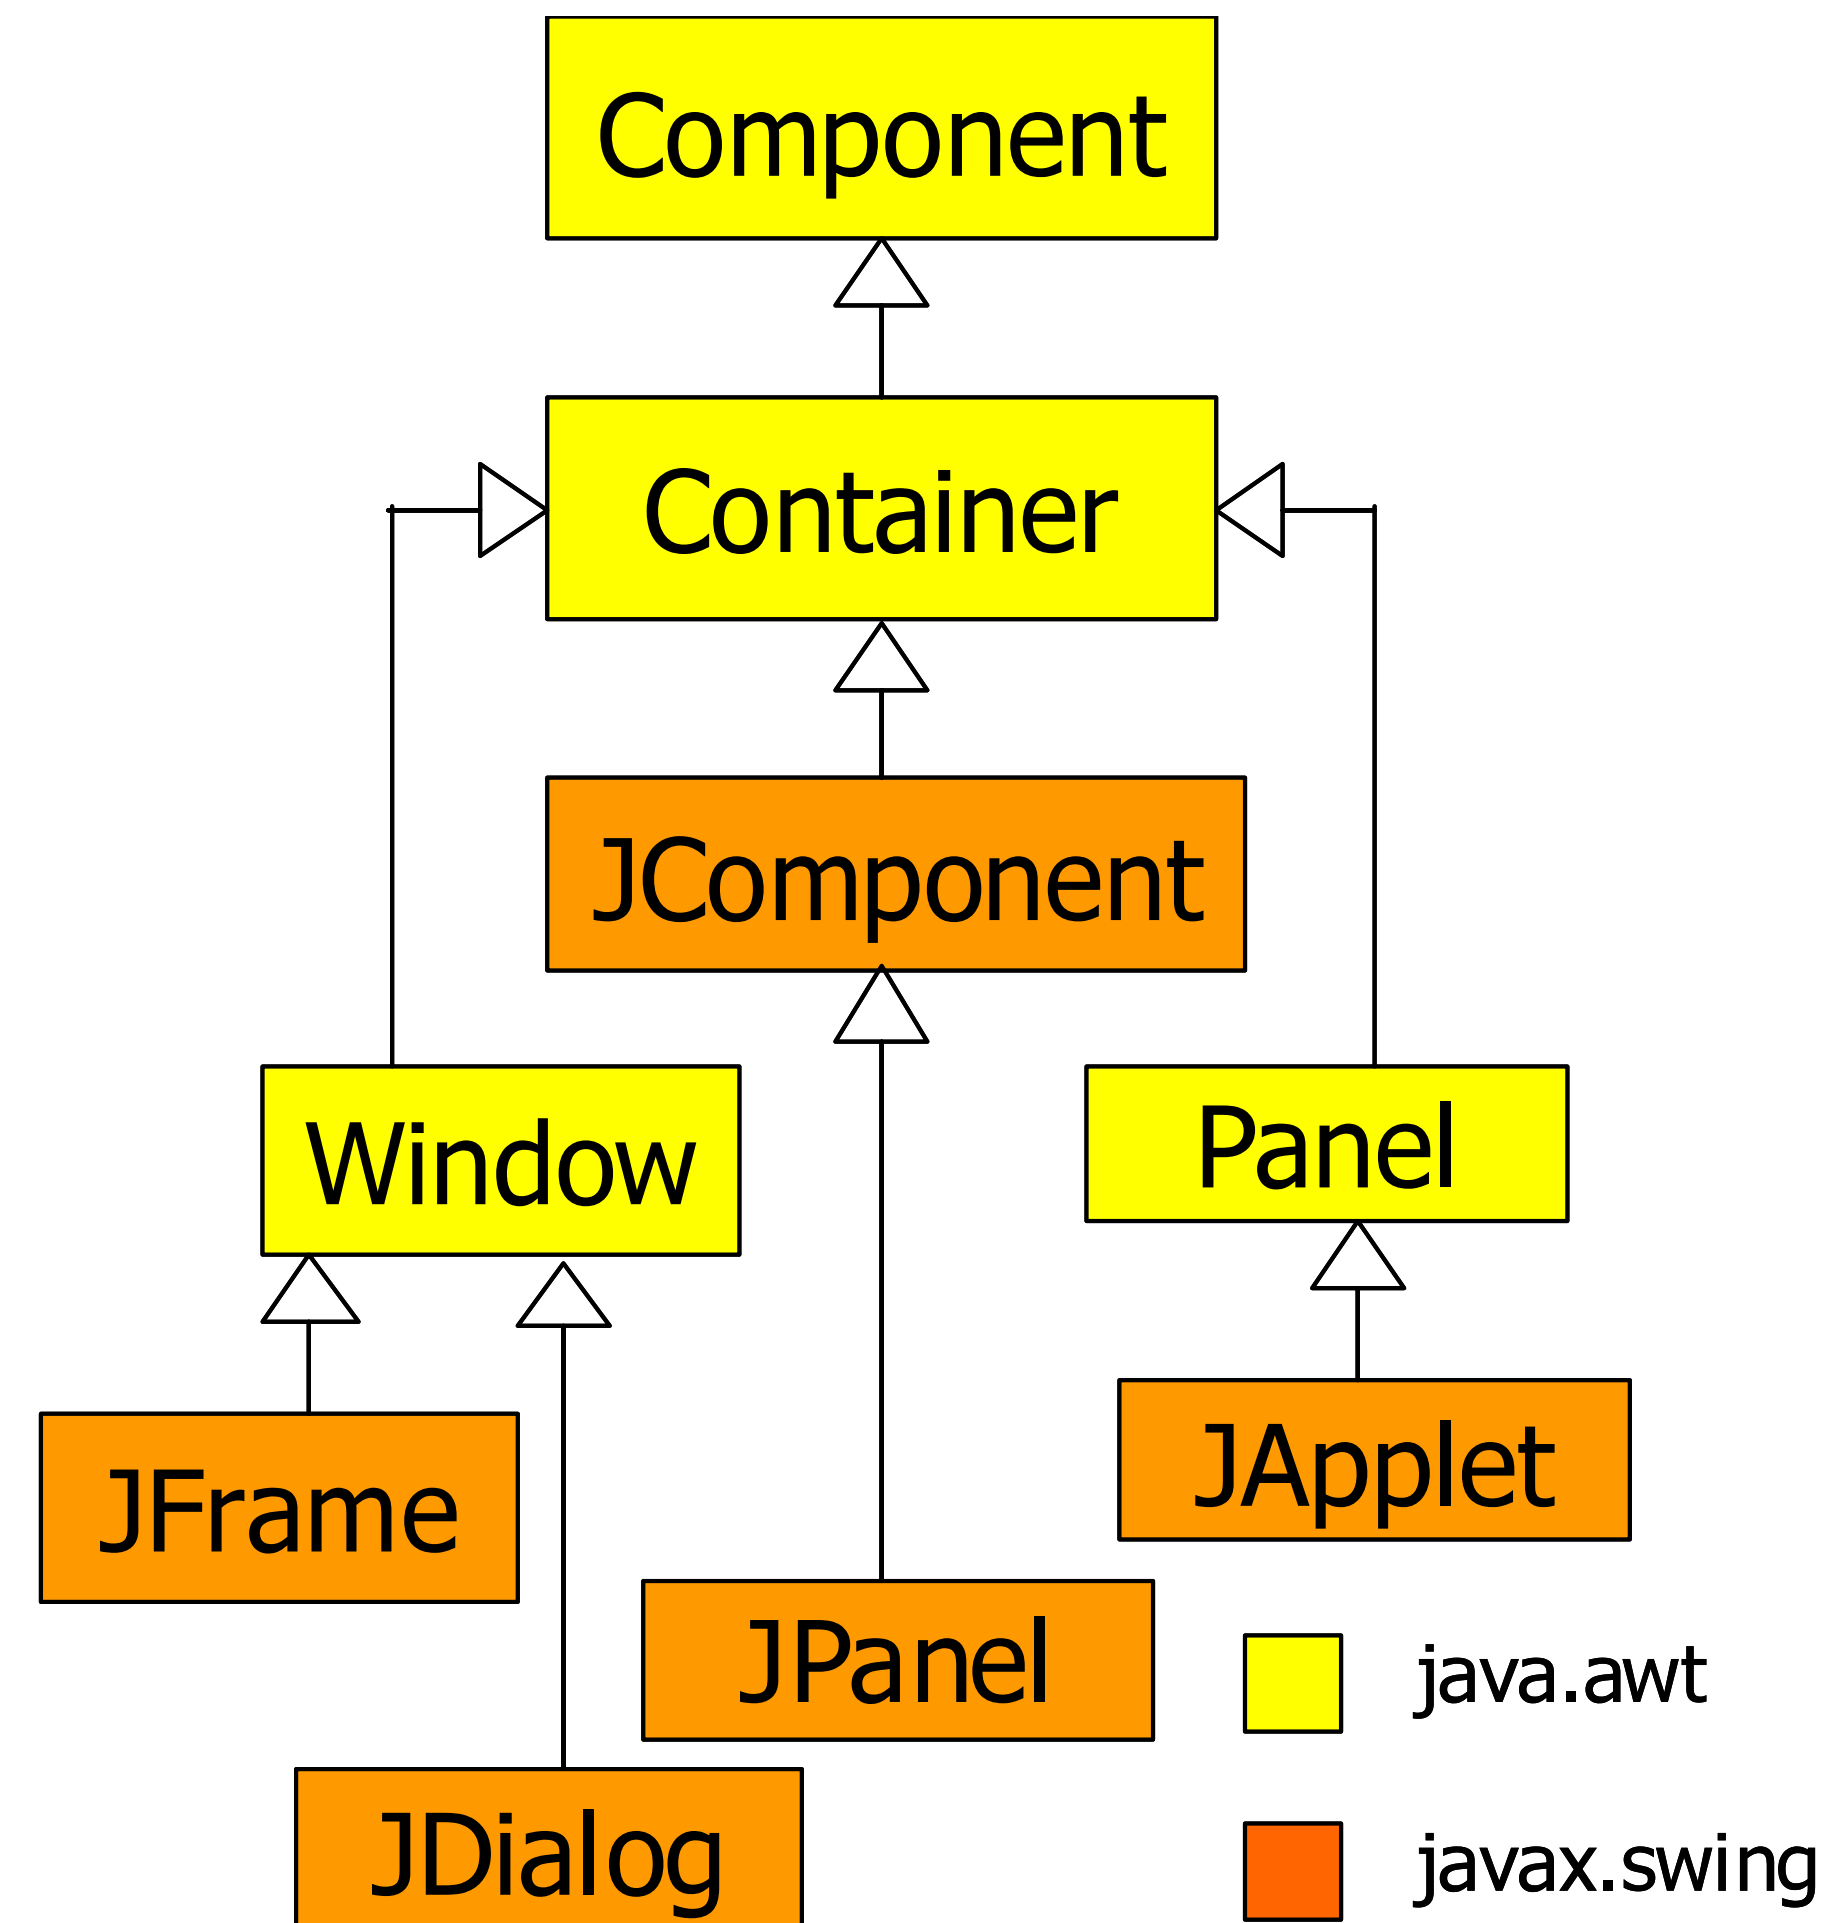 Component
Container
JComponent
Window
Panel
JFrame
JApplet
JPanel
JDialog
java.awt
javax.swing